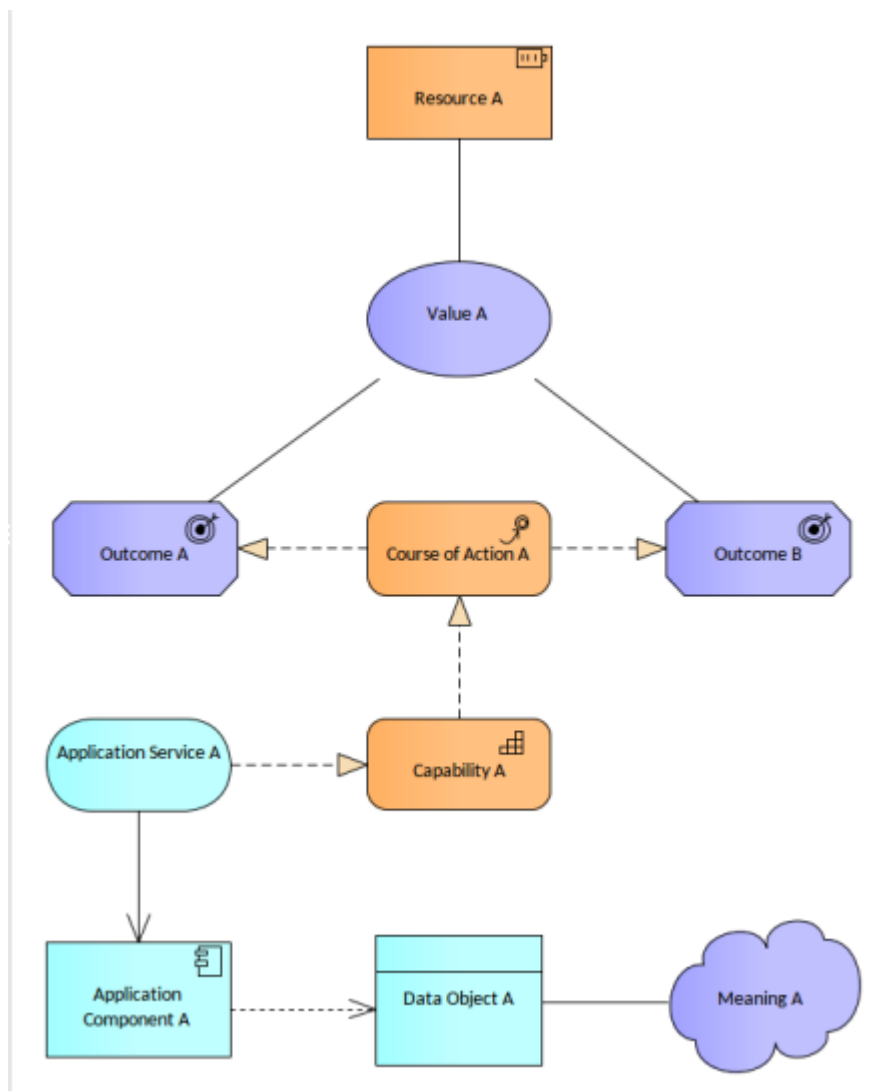 Resource A
Value A
Outcome A
Course of Action A
Outcome B
Application Service A
Capability A
Application
Component A
Data Object A
Meaning A